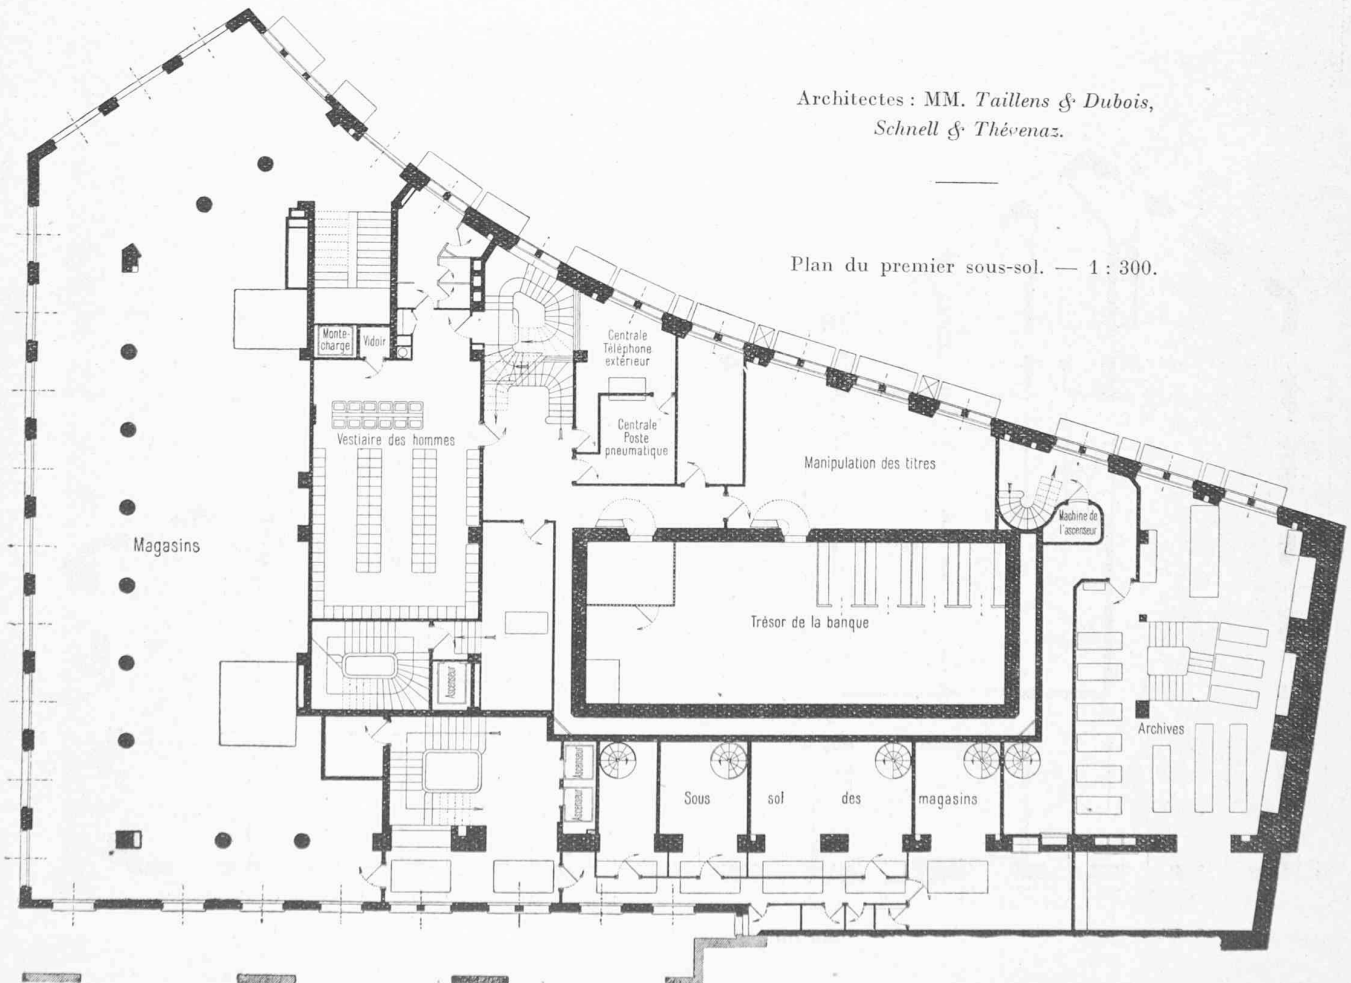 Architectes : MM. Taillens & Dubois,
Schnell & Thévenaz.
Plan du premier sous-sol. — 1 : 300.
Monte-
charge
Vidoir
Centrale
Téléphone
extérieur
Vestiaire des hommes
Centrale
Poste
pneumatique
Manipulation des titres
Machine de
l'ascenseur
Magasins
Trésor de la banque
Ascenseur
Archives
Ascenseur
Ascenseur
Sous sol des magasins